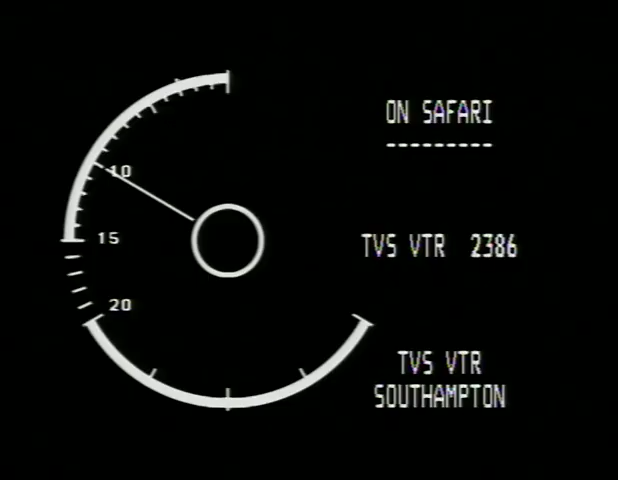 ON SAFARI
---------
10
15
TVS VTR 2386
20
TVS VTR
SOUTHAMPTON